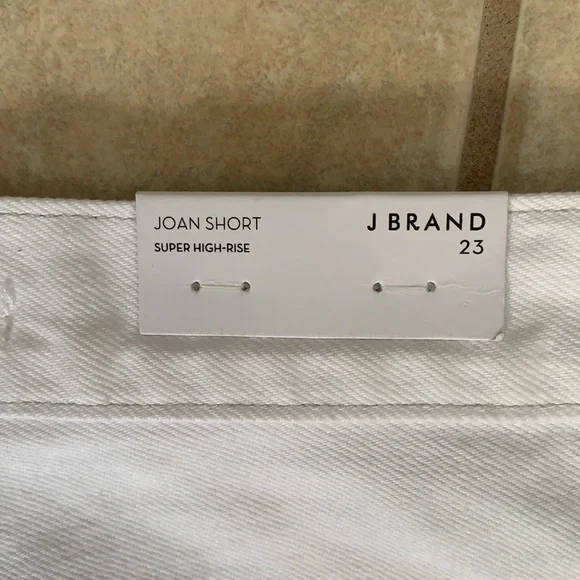 JOAN SHORT
SUPER HIGH-RISE
J BRAND
23